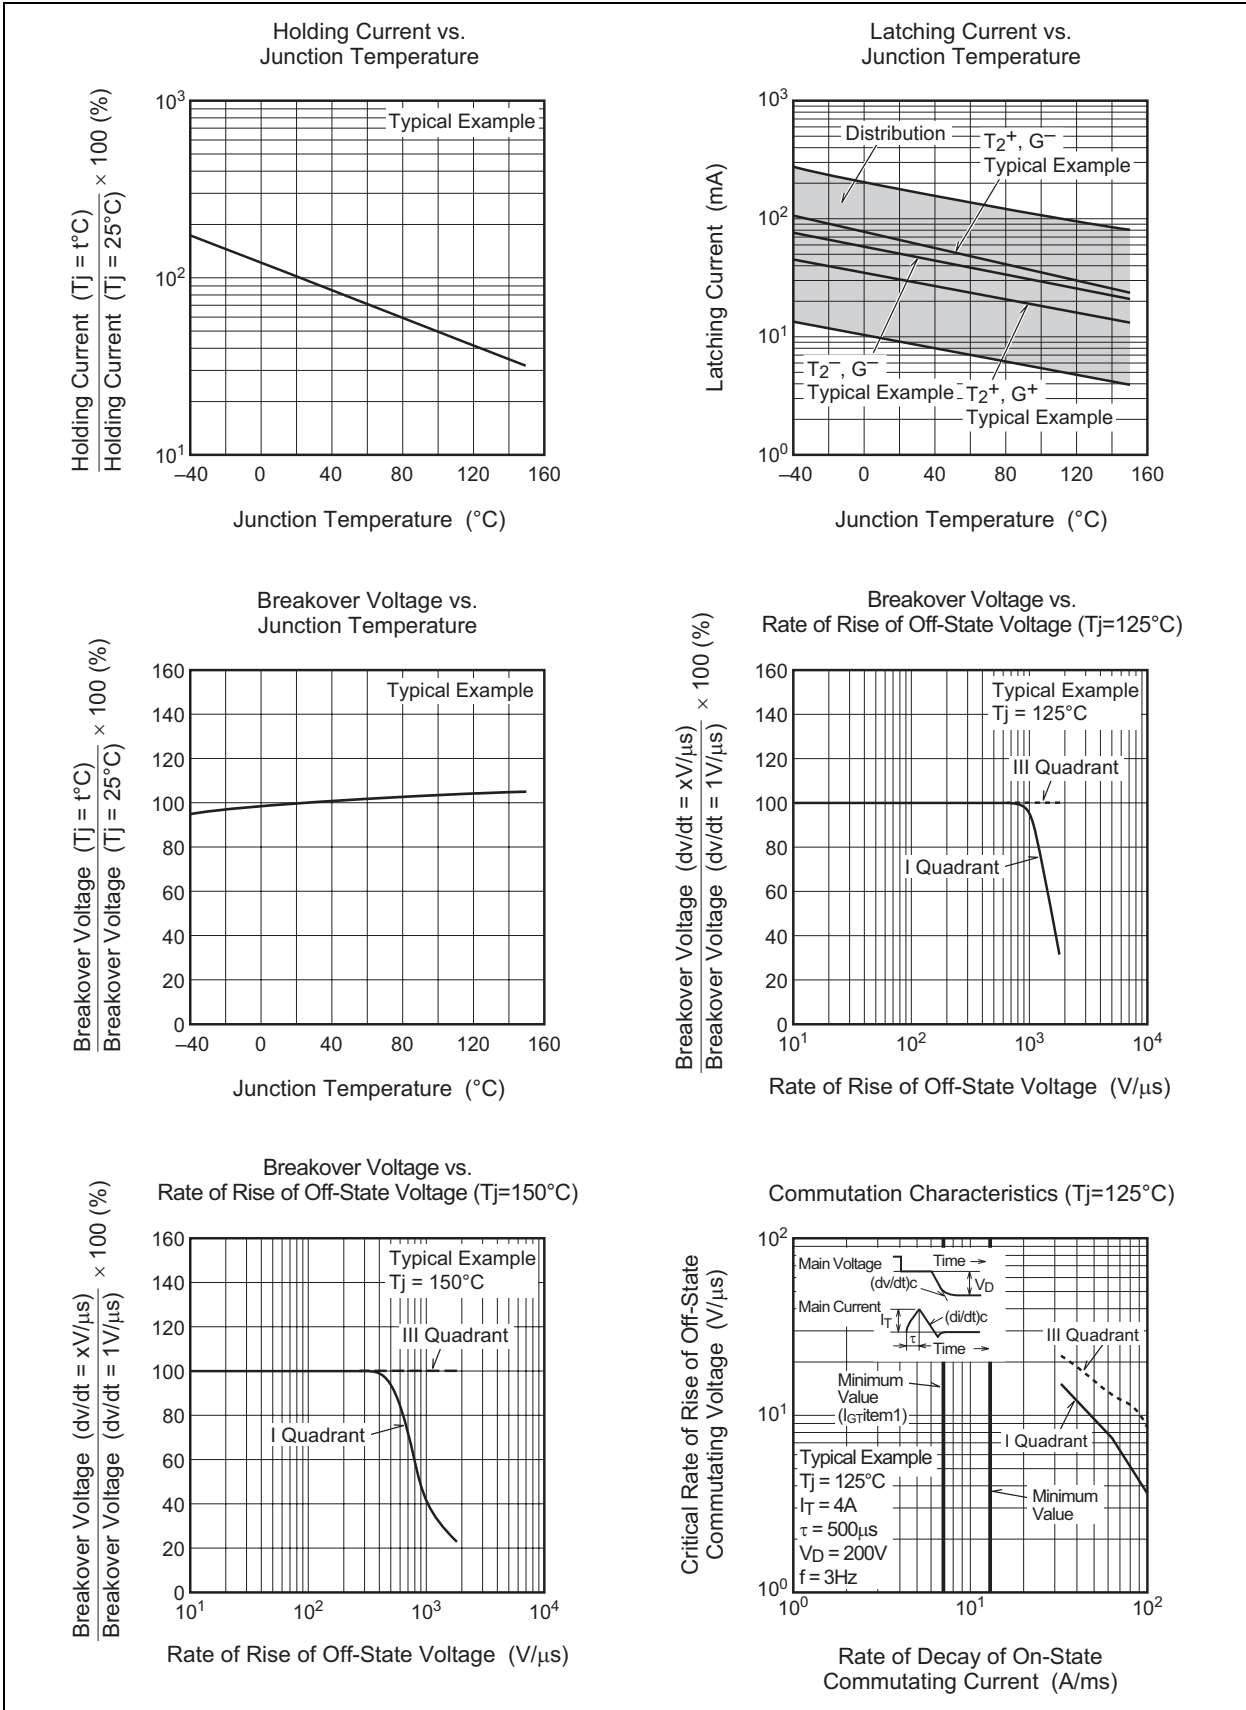 Holding Current vs.
Junction Temperature
Holding Current (Tj = t°C)
Holding Current (Tj = 25°C)
× 100 (%)
10³
10²
10¹
Typical Example
–40 0 40 80 120 160
Junction Temperature (°C)
Latching Current vs.
Junction Temperature
Latching Current (mA)
10³
10²
10¹
10⁰
Distribution
T₂⁺, G⁻
Typical Example
T₂⁻, G⁻
Typical Example
T₂⁺, G⁺
Typical Example
–40 0 40 80 120 160
Junction Temperature (°C)
Breakover Voltage vs.
Junction Temperature
Breakover Voltage (Tj = t°C)
Breakover Voltage (Tj = 25°C)
× 100 (%)
160
140
120
100
80
60
40
20
0
Typical Example
–40 0 40 80 120 160
Junction Temperature (°C)
Breakover Voltage vs.
Rate of Rise of Off-State Voltage (Tj=125°C)
Breakover Voltage (dv/dt = xV/μs)
Breakover Voltage (dv/dt = 1V/μs)
× 100 (%)
160
140
120
100
80
60
40
20
0
Typical Example
Tj = 125°C
III Quadrant
I Quadrant
10¹ 10² 10³ 10⁴
Rate of Rise of Off-State Voltage (V/μs)
Breakover Voltage vs.
Rate of Rise of Off-State Voltage (Tj=150°C)
Breakover Voltage (dv/dt = xV/μs)
Breakover Voltage (dv/dt = 1V/μs)
× 100 (%)
160
140
120
100
80
60
40
20
0
Typical Example
Tj = 150°C
III Quadrant
I Quadrant
10¹ 10² 10³ 10⁴
Rate of Rise of Off-State Voltage (V/μs)
Commutation Characteristics (Tj=125°C)
Critical Rate of Rise of Off-State
Commutating Voltage (V/μs)
10²
10¹
10⁰
Main Voltage
Time
(dv/dt)c
VD
Main Current
IT
(di/dt)c
τ
Time
III Quadrant
Minimum
Value
(IGTitem1)
I Quadrant
Typical Example
Tj = 125°C
IT = 4A
τ = 500μs
VD = 200V
f = 3Hz
Minimum
Value
10⁰ 10¹ 10²
Rate of Decay of On-State
Commutating Current (A/ms)